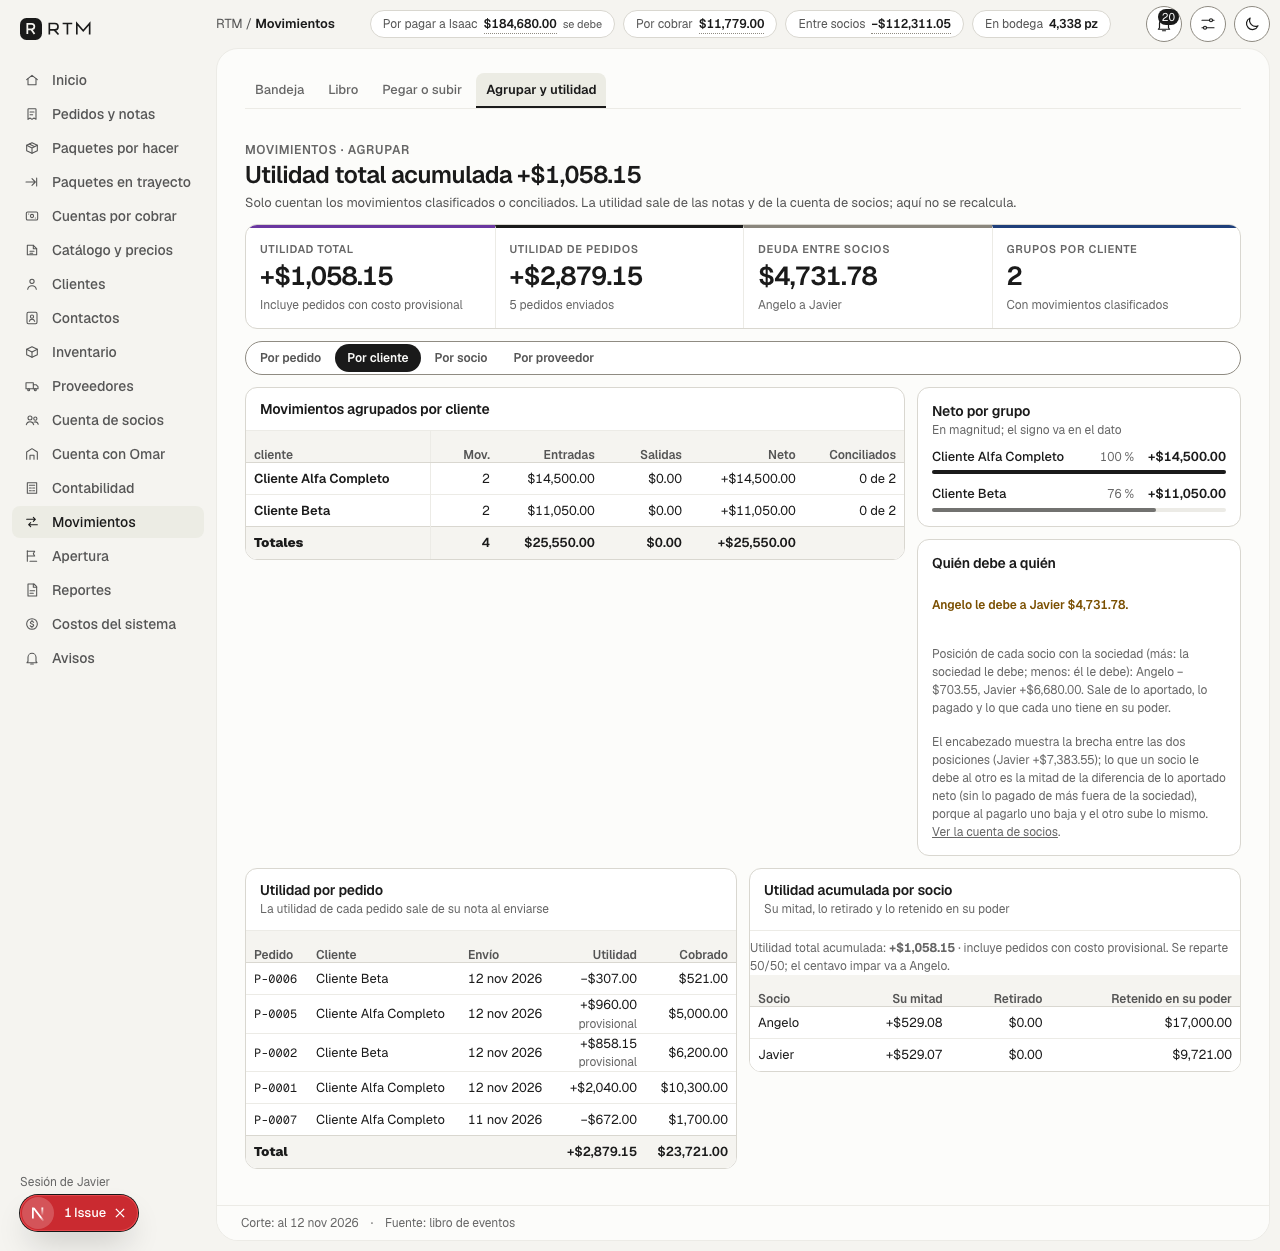 R RTM
RTM / Movimientos
Por pagar a Isaac $184,680.00 se debe
Por cobrar $11,779.00
Entre socios −$112,311.05
En bodega 4,338 pz
20
Inicio
Pedidos y notas
Paquetes por hacer
Paquetes en trayecto
Cuentas por cobrar
Catálogo y precios
Clientes
Contactos
Inventario
Proveedores
Cuenta de socios
Cuenta con Omar
Contabilidad
Movimientos
Apertura
Reportes
Costos del sistema
Avisos
Sesión de Javier
N 1 Issue
Bandeja Libro Pegar o subir Agrupar y utilidad
MOVIMIENTOS · AGRUPAR
Utilidad total acumulada +$1,058.15
Solo cuentan los movimientos clasificados o conciliados. La utilidad sale de las notas y de la cuenta de socios; aquí no se recalcula.
UTILIDAD TOTAL
+$1,058.15
Incluye pedidos con costo provisional
UTILIDAD DE PEDIDOS
+$2,879.15
5 pedidos enviados
DEUDA ENTRE SOCIOS
$4,731.78
Angelo a Javier
GRUPOS POR CLIENTE
2
Con movimientos clasificados
Por pedido Por cliente Por socio Por proveedor
Movimientos agrupados por cliente
cliente Mov. Entradas Salidas Neto Conciliados
Cliente Alfa Completo 2 $14,500.00 $0.00 +$14,500.00 0 de 2
Cliente Beta 2 $11,050.00 $0.00 +$11,050.00 0 de 2
Totales 4 $25,550.00 $0.00 +$25,550.00
Neto por grupo
En magnitud; el signo va en el dato
Cliente Alfa Completo 100 % +$14,500.00
Cliente Beta 76 % +$11,050.00
Quién debe a quién
Angelo le debe a Javier $4,731.78.
Posición de cada socio con la sociedad (más: la
sociedad le debe; menos: él le debe): Angelo −
$703.55, Javier +$6,680.00. Sale de lo aportado, lo
pagado y lo que cada uno tiene en su poder.
El encabezado muestra la brecha entre las dos
posiciones (Javier +$7,383.55); lo que un socio le
debe al otro es la mitad de la diferencia de lo aportado
neto (sin lo pagado de más fuera de la sociedad),
porque al pagarlo uno baja y el otro sube lo mismo.
Ver la cuenta de socios.
Utilidad por pedido
La utilidad de cada pedido sale de su nota al enviarse
Pedido Cliente Envío Utilidad Cobrado
P-0006 Cliente Beta 12 nov 2026 −$307.00 $521.00
P-0005 Cliente Alfa Completo 12 nov 2026 +$960.00 provisional $5,000.00
P-0002 Cliente Beta 12 nov 2026 +$858.15 provisional $6,200.00
P-0001 Cliente Alfa Completo 12 nov 2026 +$2,040.00 $10,300.00
P-0007 Cliente Alfa Completo 11 nov 2026 −$672.00 $1,700.00
Total +$2,879.15 $23,721.00
Utilidad acumulada por socio
Su mitad, lo retirado y lo retenido en su poder
Utilidad total acumulada: +$1,058.15 · incluye pedidos con costo provisional. Se reparte
50/50; el centavo impar va a Angelo.
Socio Su mitad Retirado Retenido en su poder
Angelo +$529.08 $0.00 $17,000.00
Javier +$529.07 $0.00 $9,721.00
Corte: al 12 nov 2026 · Fuente: libro de eventos